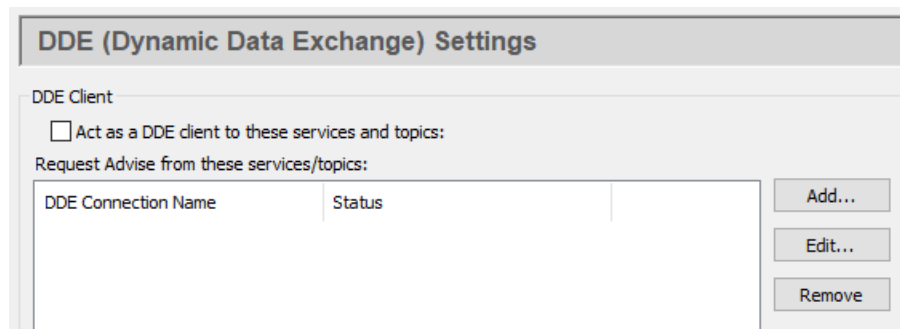 DDE (Dynamic Data Exchange) Settings
DDE Client
Act as a DDE client to these services and topics:
Request Advise from these services/topics:
DDE Connection Name Status
Add...
Edit...
Remove